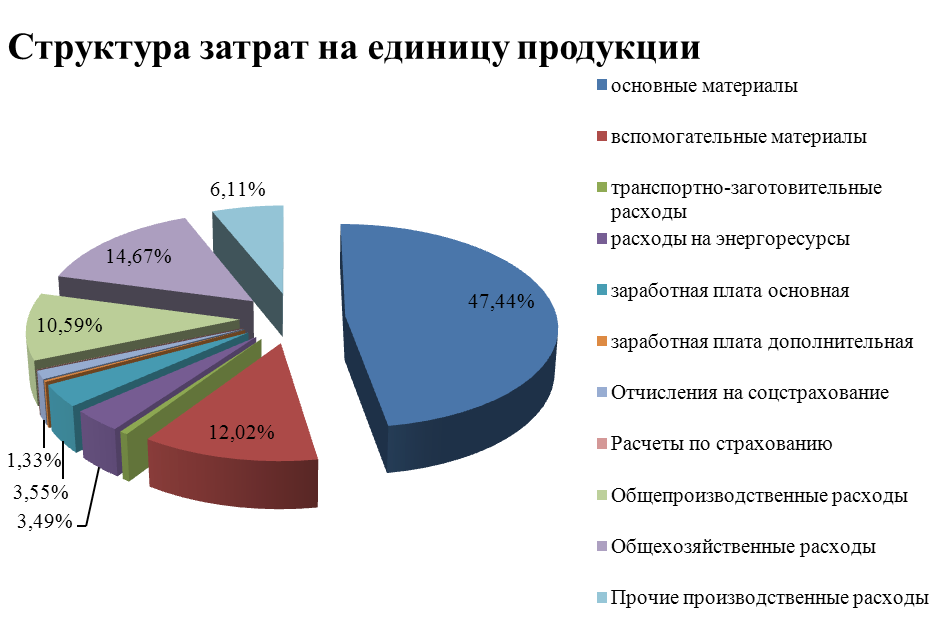 Структура затрат на единицу продукции
основные материалы
вспомогательные материалы
транспортно-заготовительные
расходы
расходы на энергоресурсы
заработная плата основная
заработная плата дополнительная
Отчисления на соцстрахование
Расчеты по страхованию
Общепроизводственные расходы
Общехозяйственные расходы
Прочие производственные расходы
6,11%
14,67%
47,44%
10,59%
12,02%
1,33%
3,55%
3,49%